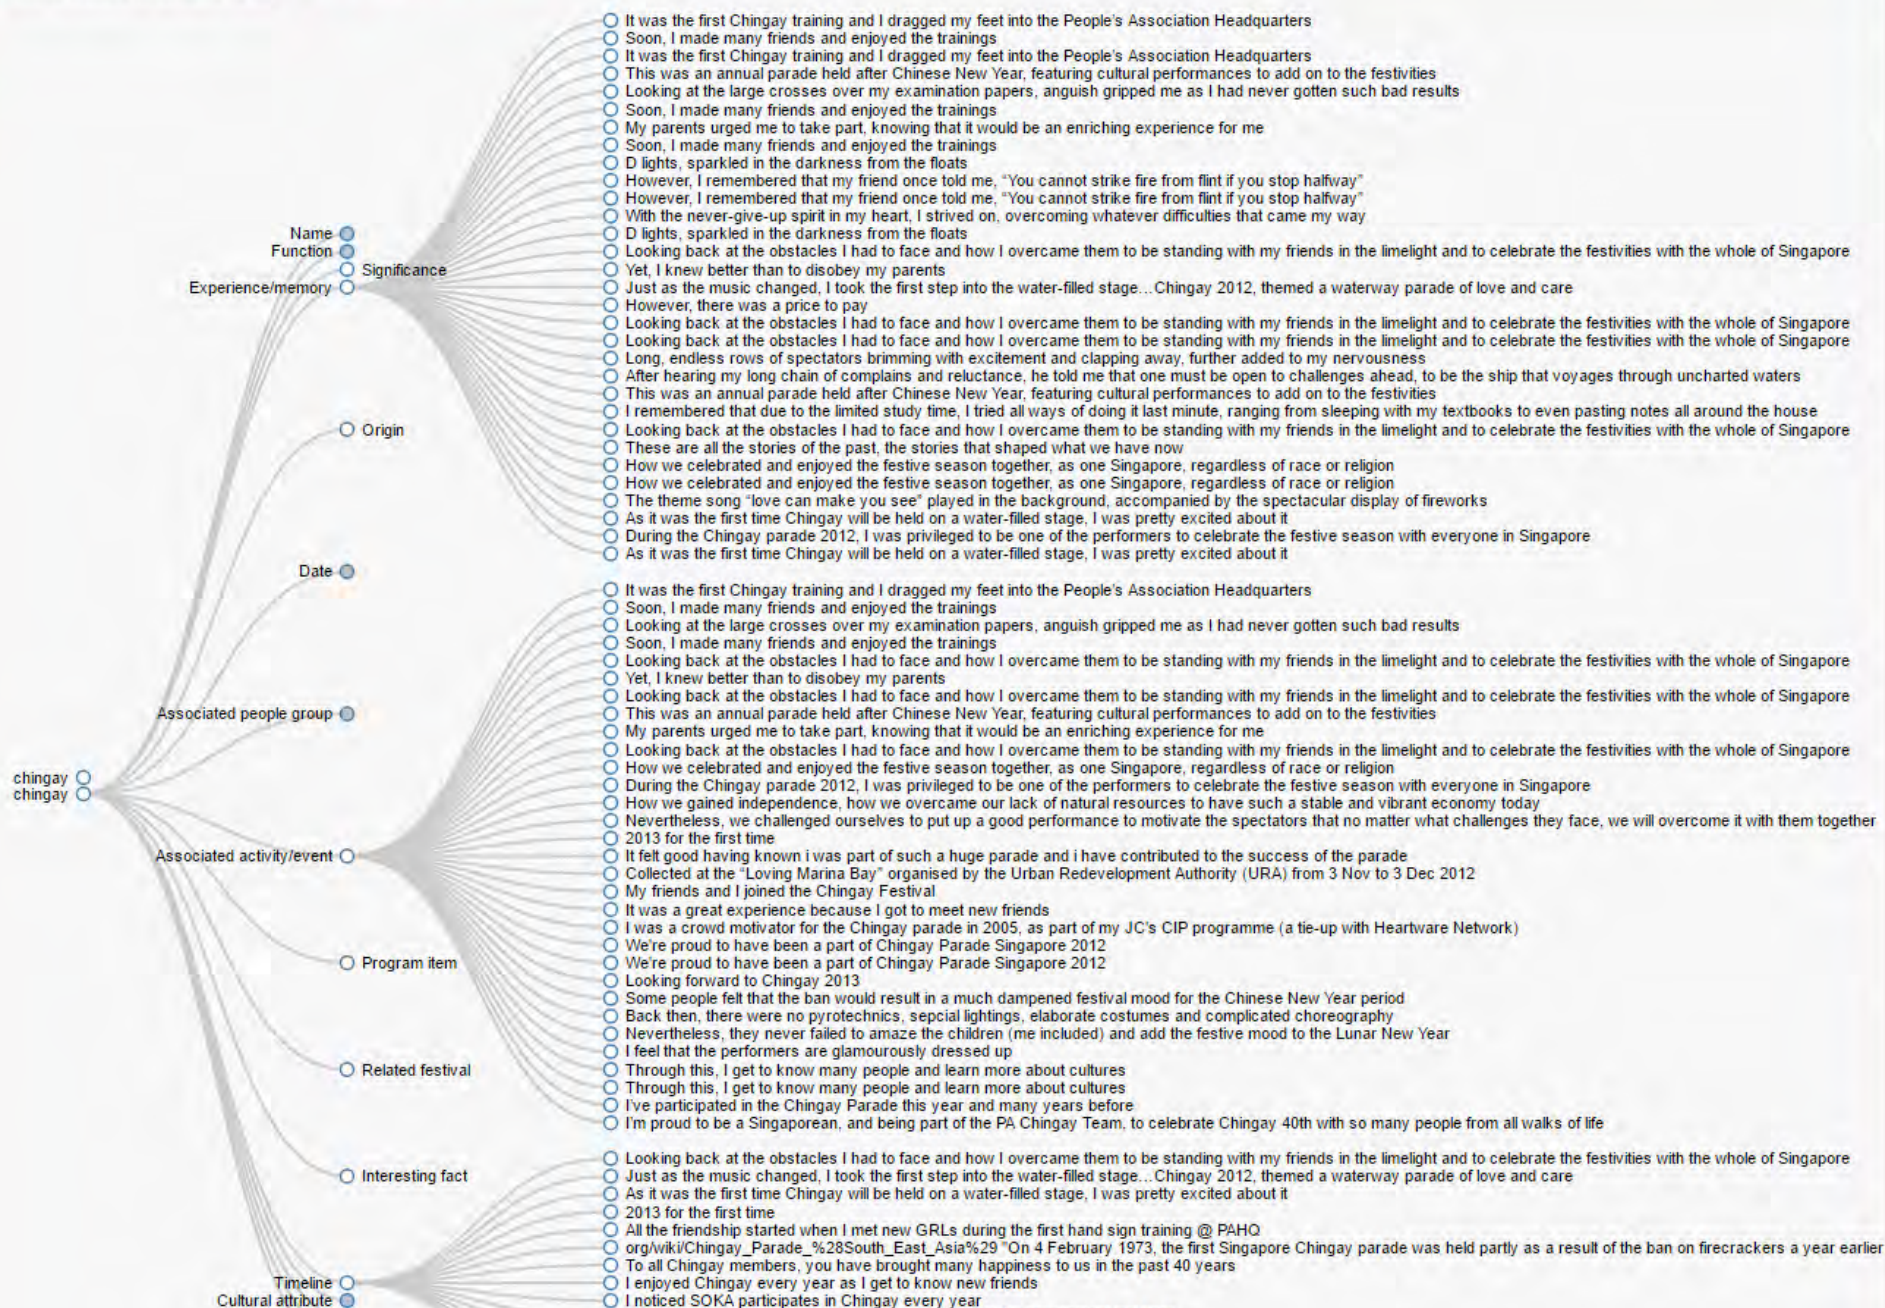 chingay
chingay
Name
Function
Significance
Experience/memory
Origin
Date
Associated people group
Associated activity/event
Program item
Related festival
Interesting fact
Timeline
Cultural attribute
It was the first Chingay training and I dragged my feet into the People's Association Headquarters
Soon, I made many friends and enjoyed the trainings
It was the first Chingay training and I dragged my feet into the People's Association Headquarters
This was an annual parade held after Chinese New Year, featuring cultural performances to add on to the festivities
Looking at the large crosses over my examination papers, anguish gripped me as I had never gotten such bad results
Soon, I made many friends and enjoyed the trainings
My parents urged me to take part, knowing that it would be an enriching experience for me
Soon, I made many friends and enjoyed the trainings
D lights, sparkled in the darkness from the floats
However, I remembered that my friend once told me, “You cannot strike fire from flint if you stop halfway”
However, I remembered that my friend once told me, “You cannot strike fire from flint if you stop halfway”
With the never-give-up spirit in my heart, I strived on, overcoming whatever difficulties that came my way
D lights, sparkled in the darkness from the floats
Looking back at the obstacles I had to face and how I overcame them to be standing with my friends in the limelight and to celebrate the festivities with the whole of Singapore
Yet, I knew better than to disobey my parents
Just as the music changed, I took the first step into the water-filled stage...Chingay 2012, themed a waterway parade of love and care
However, there was a price to pay
Looking back at the obstacles I had to face and how I overcame them to be standing with my friends in the limelight and to celebrate the festivities with the whole of Singapore
Looking back at the obstacles I had to face and how I overcame them to be standing with my friends in the limelight and to celebrate the festivities with the whole of Singapore
Long, endless rows of spectators brimming with excitement and clapping away, further added to my nervousness
After hearing my long chain of complains and reluctance, he told me that one must be open to challenges ahead, to be the ship that voyages through uncharted waters
This was an annual parade held after Chinese New Year, featuring cultural performances to add on to the festivities
I remembered that due to the limited study time, I tried all ways of doing it last minute, ranging from sleeping with my textbooks to even pasting notes all around the house
Looking back at the obstacles I had to face and how I overcame them to be standing with my friends in the limelight and to celebrate the festivities with the whole of Singapore
These are all the stories of the past, the stories that shaped what we have now
How we celebrated and enjoyed the festive season together, as one Singapore, regardless of race or religion
How we celebrated and enjoyed the festive season together, as one Singapore, regardless of race or religion
The theme song “love can make you see” played in the background, accompanied by the spectacular display of fireworks
As it was the first time Chingay will be held on a water-filled stage, I was pretty excited about it
During the Chingay parade 2012, I was privileged to be one of the performers to celebrate the festive season with everyone in Singapore
As it was the first time Chingay will be held on a water-filled stage, I was pretty excited about it
It was the first Chingay training and I dragged my feet into the People's Association Headquarters
Soon, I made many friends and enjoyed the trainings
Looking at the large crosses over my examination papers, anguish gripped me as I had never gotten such bad results
Soon, I made many friends and enjoyed the trainings
Looking back at the obstacles I had to face and how I overcame them to be standing with my friends in the limelight and to celebrate the festivities with the whole of Singapore
Yet, I knew better than to disobey my parents
Looking back at the obstacles I had to face and how I overcame them to be standing with my friends in the limelight and to celebrate the festivities with the whole of Singapore
This was an annual parade held after Chinese New Year, featuring cultural performances to add on to the festivities
My parents urged me to take part, knowing that it would be an enriching experience for me
Looking back at the obstacles I had to face and how I overcame them to be standing with my friends in the limelight and to celebrate the festivities with the whole of Singapore
How we celebrated and enjoyed the festive season together, as one Singapore, regardless of race or religion
During the Chingay parade 2012, I was privileged to be one of the performers to celebrate the festive season with everyone in Singapore
How we gained independence, how we overcame our lack of natural resources to have such a stable and vibrant economy today
Nevertheless, we challenged ourselves to put up a good performance to motivate the spectators that no matter what challenges they face, we will overcome it with them together
2013 for the first time
It felt good having known i was part of such a huge parade and i have contributed to the success of the parade
Collected at the “Loving Marina Bay” organised by the Urban Redevelopment Authority (URA) from 3 Nov to 3 Dec 2012
My friends and I joined the Chingay Festival
It was a great experience because I got to meet new friends
I was a crowd motivator for the Chingay parade in 2005, as part of my JC's CIP programme (a tie-up with Heartware Network)
We're proud to have been a part of Chingay Parade Singapore 2012
We're proud to have been a part of Chingay Parade Singapore 2012
Looking forward to Chingay 2013
Some people felt that the ban would result in a much dampened festival mood for the Chinese New Year period
Back then, there were no pyrotechnics, sepcial lightings, elaborate costumes and complicated choreography
Nevertheless, they never failed to amaze the children (me included) and add the festive mood to the Lunar New Year
I feel that the performers are glamourously dressed up
Through this, I get to know many people and learn more about cultures
Through this, I get to know many people and learn more about cultures
I've participated in the Chingay Parade this year and many years before
I'm proud to be a Singaporean, and being part of the PA Chingay Team, to celebrate Chingay 40th with so many people from all walks of life
Looking back at the obstacles I had to face and how I overcame them to be standing with my friends in the limelight and to celebrate the festivities with the whole of Singapore
Just as the music changed, I took the first step into the water-filled stage...Chingay 2012, themed a waterway parade of love and care
As it was the first time Chingay will be held on a water-filled stage, I was pretty excited about it
2013 for the first time
All the friendship started when I met new GRLs during the first hand sign training @ PAHQ
org/wiki/Chingay_Parade_%28South_East_Asia%29 "On 4 February 1973, the first Singapore Chingay parade was held partly as a result of the ban on firecrackers a year earlier
To all Chingay members, you have brought many happiness to us in the past 40 years
I enjoyed Chingay every year as I get to know new friends
I noticed SOKA participates in Chingay every year